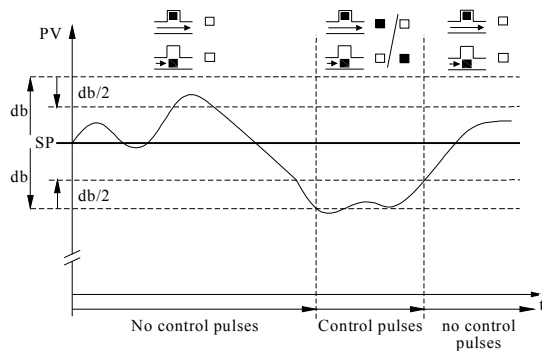 PV
db/2
db
SP
db
db/2
t
No control pulses
Control pulses
no control
pulses